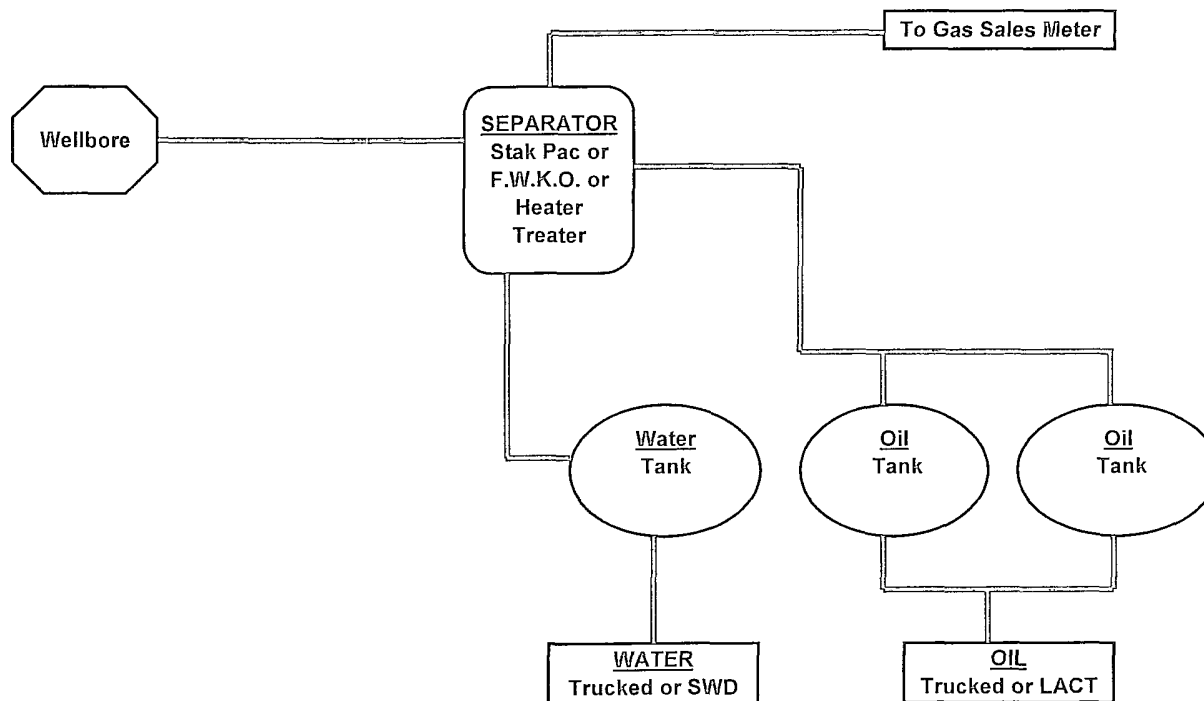 To Gas Sales Meter
Wellbore
SEPARATOR
Stak Pac or
F.W.K.O. or
Heater
Treater
Water
Tank
Oil
Tank
Oil
Tank
WATER
Trucked or SWD
OIL
Trucked or LACT